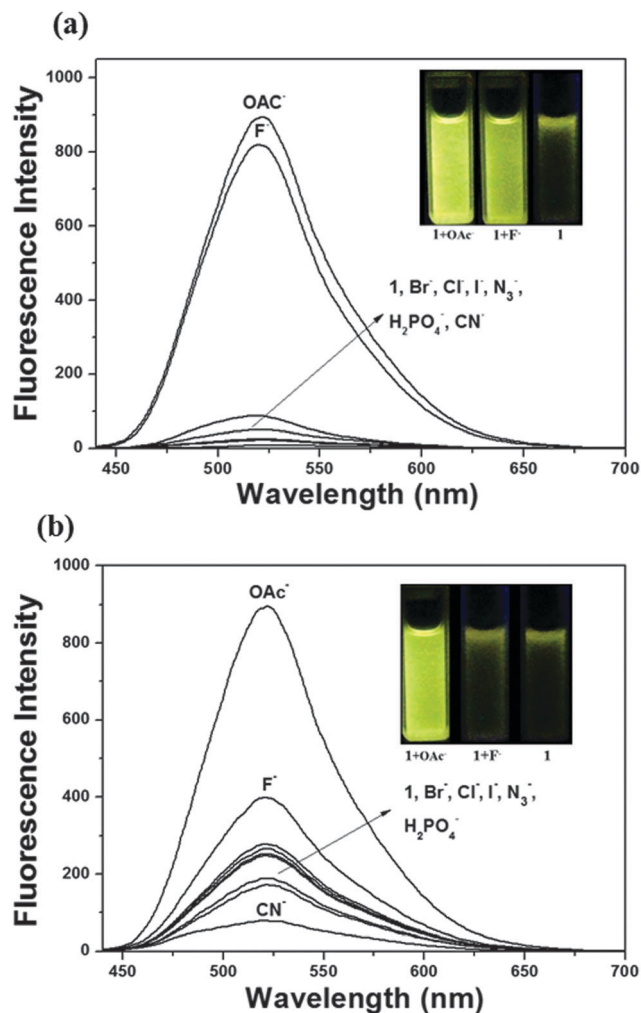 (a)
1000
800
600
400
200
0
OAC⁻
F⁻
1+OAc⁻ 1+F⁻ 1
1, Br⁻, Cl⁻, I⁻, N₃⁻,
H₂PO₄⁻, CN⁻
Fluorescence Intensity
450 500 550 600 650 700
Wavelength (nm)
(b)
1000
800
600
400
200
0
OAc⁻
1+OAc⁻ 1+F⁻ 1
F⁻
1, Br⁻, Cl⁻, I⁻, N₃⁻,
H₂PO₄⁻
CN⁻
Fluorescence Intensity
450 500 550 600 650 700
Wavelength (nm)